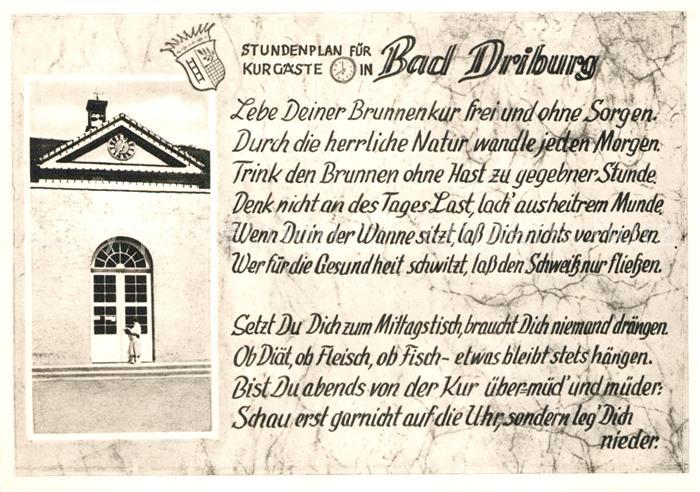 STUNDENPLAN FÜR
KURGÄSTE IN Bad Driburg
Lebe Deiner Brunnenkur frei und ohne Sorgen.
Durch die herrliche Natur wandle jeden Morgen.
Trink den Brunnen ohne Hast zu gegebner Stunde.
Denk nicht an des Tages Last, lach' aus heitrem Munde.
Wenn Du in der Wanne sitzt, laß Dich nichts verdrießen.
Wer für die Gesundheit schwitzt, laß den Schweiß nur fließen.
Setzt Du Dich zum Mittagstisch, braucht Dich niemand drängen.
Ob Diät, ob Fleisch, ob Fisch - etwas bleibt stets hängen.
Bist Du abends von der Kur über-müd' und müder:
Schau erst garnicht auf die Uhr, sondern leg' Dich
nieder.